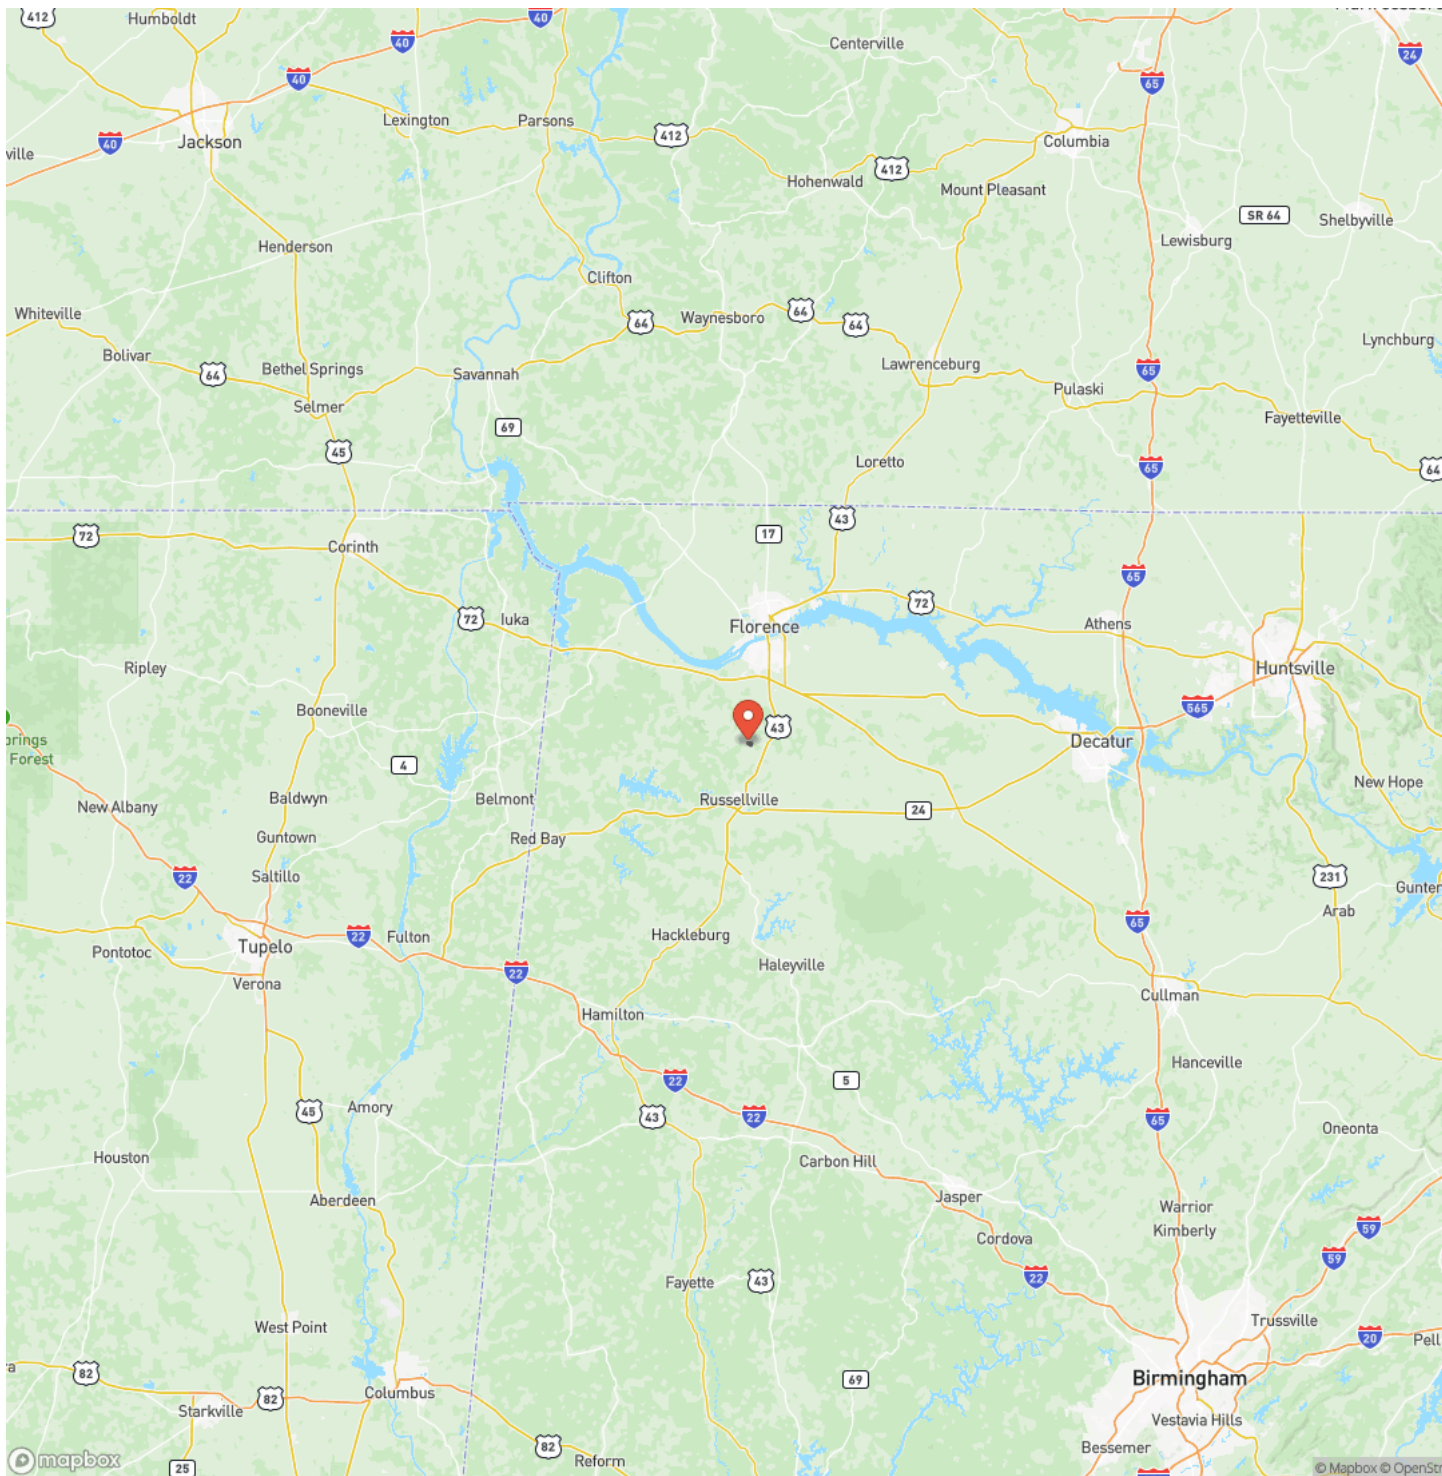 412
Humboldt
40
Murfreesboro
Centerville
40
24
40
65
Lexington
Parsons
412
Jackson
40
Columbia
ville
412
Hohenwald
Mount Pleasant
SR 64
Shelbyville
Lewisburg
Henderson
Clifton
Whiteville
64
Waynesboro
64
64
Lynchburg
Bolivar
Bethel Springs
64
Savannah
Lawrenceburg
65
Pulaski
Selmer
Fayetteville
69
45
Loretto
65
64
43
72
17
Corinth
65
72
Iuka
72
Florence
Athens
Ripley
Huntsville
Booneville
565
43
prings
Forest
4
Decatur
New Hope
New Albany
Baldwyn
Belmont
Russellville
24
Guntown
Red Bay
22
Saltillo
231
Gunter
65
Arab
22
Fulton
Hackleburg
Tupelo
Pontotoc
22
Haleyville
Verona
Cullman
Hamilton
Hanceville
22
5
45
Amory
43
22
65
Oneonta
Houston
Carbon Hill
Aberdeen
Jasper
Warrior
Kimberly
59
Cordova
59
22
Fayette
43
West Point
Trussville
20
Pell
ra
82
69
Birmingham
82
Columbus
Starkville
Vestavia Hills
82
Bessemer
mapbox
25
Reform
© Mapbox © OpenStr